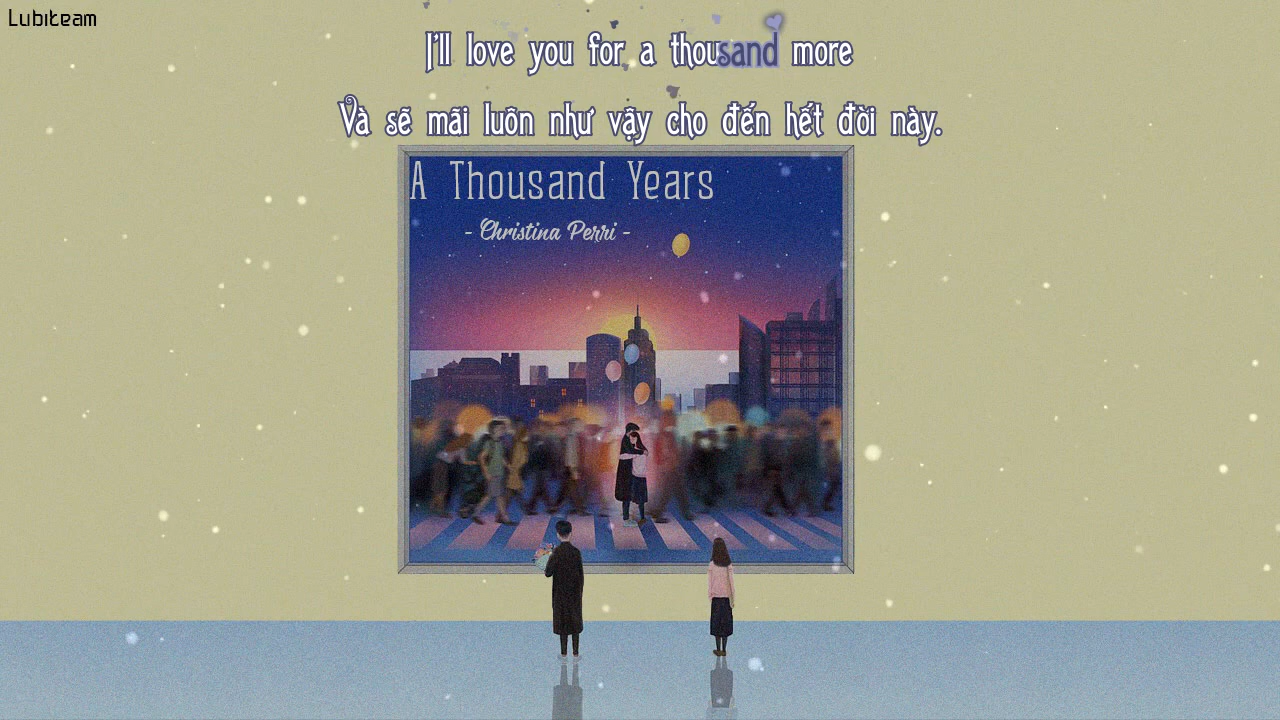 Lubiteam
I'll love you for a thousand more
Và sẽ mãi luôn như vậy cho đến hết đời này.
A Thousand Years
- Christina Perri -